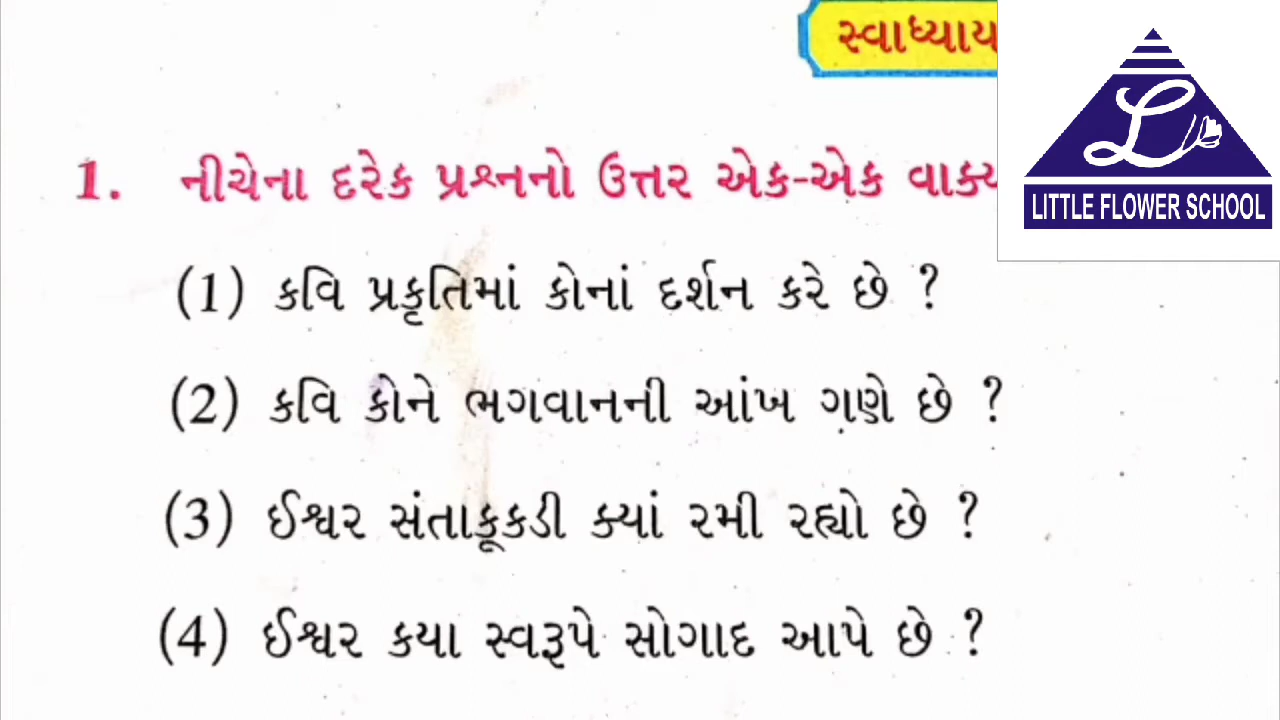 સ્વાધ્યાય
LITTLE FLOWER SCHOOL
1. નીચેના દરેક પ્રશ્નનો ઉત્તર એક-એક
(1) કવિ પ્રકૃતિમાં કોનાં દર્શન કરે છે ?
(2) કવિ કોને ભગવાનની આંખ ગણે છે ?
(3) ઈશ્વર સંતાકૂકડી ક્યાં રમી રહ્યો છે ?
(4) ઈશ્વર કયા સ્વરૂપે સોગાદ આપે છે ?